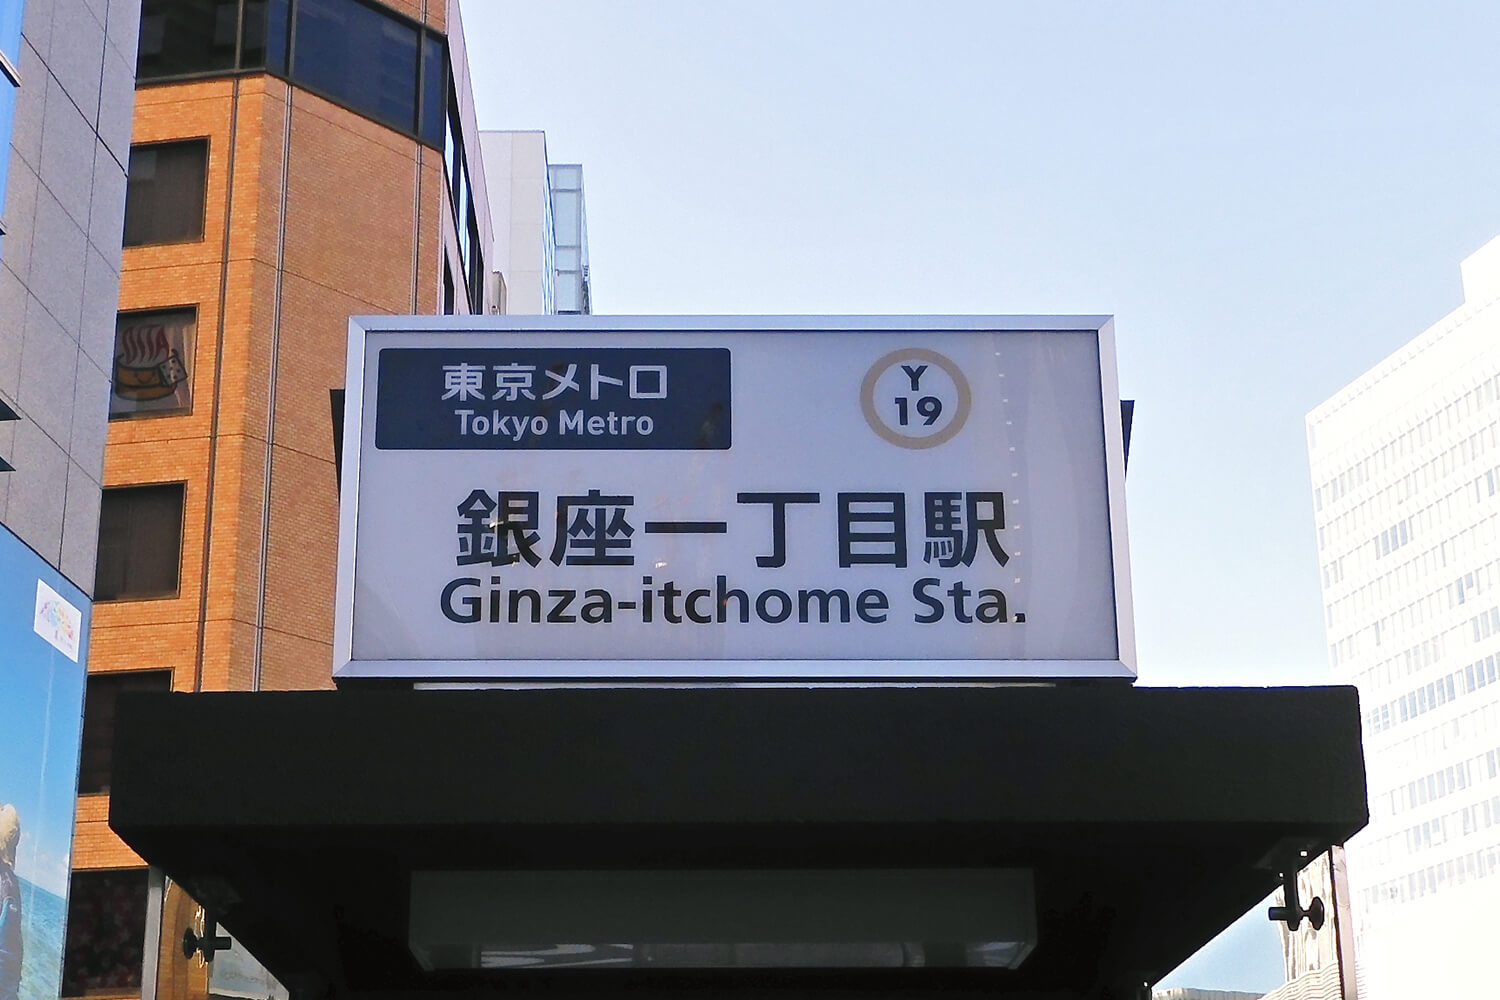 東京メトロ
Tokyo Metro
Y
19
銀座一丁目駅
Ginza-itchome Sta.